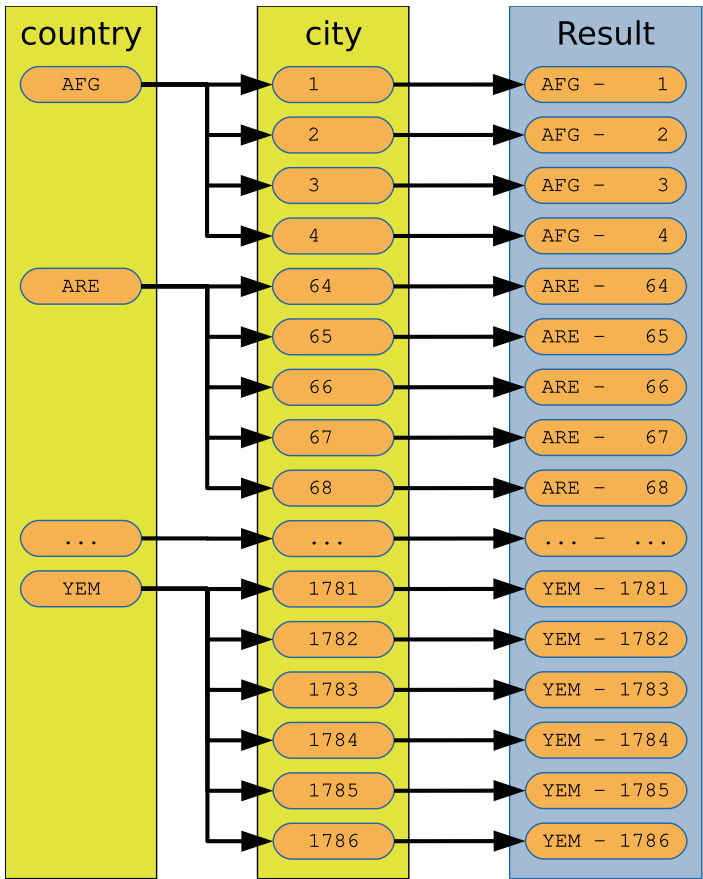 country city Result
AFG 1 AFG - 1
2 AFG - 2
3 AFG - 3
4 AFG - 4
ARE 64 ARE - 64
65 ARE - 65
66 ARE - 66
67 ARE - 67
68 ARE - 68
... ... ... - ...
YEM 1781 YEM - 1781
1782 YEM - 1782
1783 YEM - 1783
1784 YEM - 1784
1785 YEM - 1785
1786 YEM - 1786